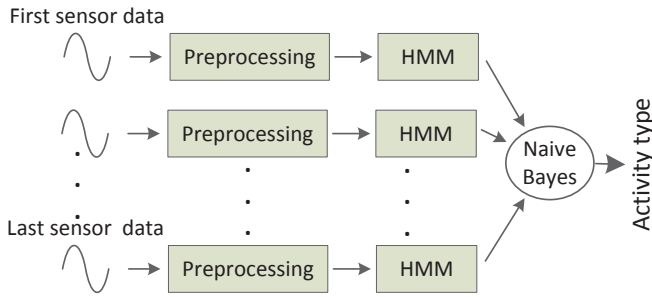 First sensor data
Preprocessing
HMM
Preprocessing
HMM
Naive
Bayes
Activity type
Last sensor data
Preprocessing
HMM